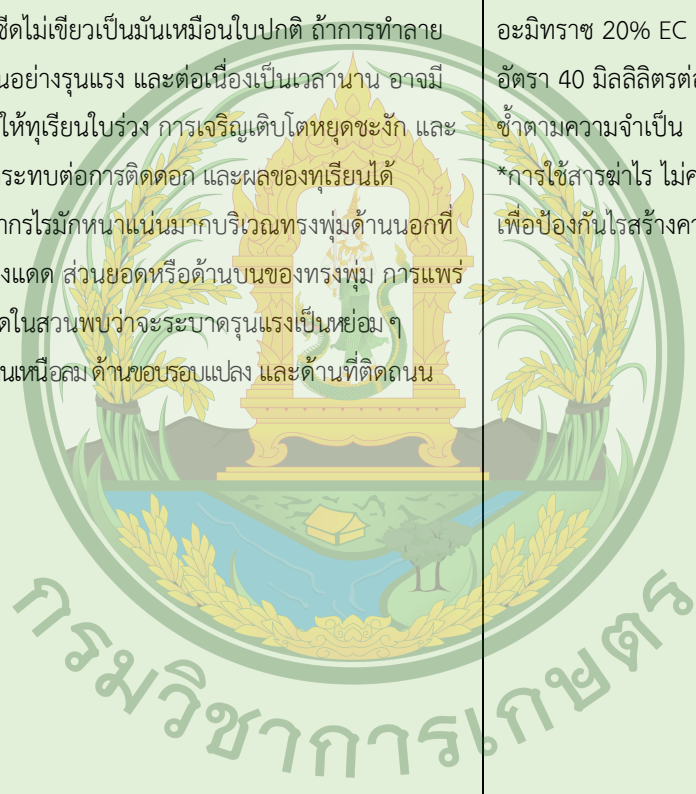 ซีดไม่เขียวเป็นมันเหมือนใบปกติ ถ้าการทำลาย
อย่างรุนแรง และต่อเนื่องเป็นเวลานาน อาจมี
ให้ทุเรียนใบร่วง การเจริญเติบโตหยุดชะงัก และ
ระทบต่อการติดดอก และผลของทุเรียนได้
ากรไรมักหนาแน่นมากบริเวณทรงพุ่มด้านนอกที่
งแดด ส่วนยอดหรือด้านบนของทรงพุ่ม การแพร่
ดในสวนพบว่าจะระบาดรุนแรงเป็นหย่อม ๆ
นเหนือลม ด้านขอบรอบแปลง และด้านที่ติดถนน
อะมิทราซ 20% EC
อัตรา 40 มิลลิลิตรต่
ซ้ำตามความจำเป็น
*การใช้สารฆ่าไร ไม่ค
เพื่อป้องกันไรสร้างคา
กรมวิชาการเกษตร